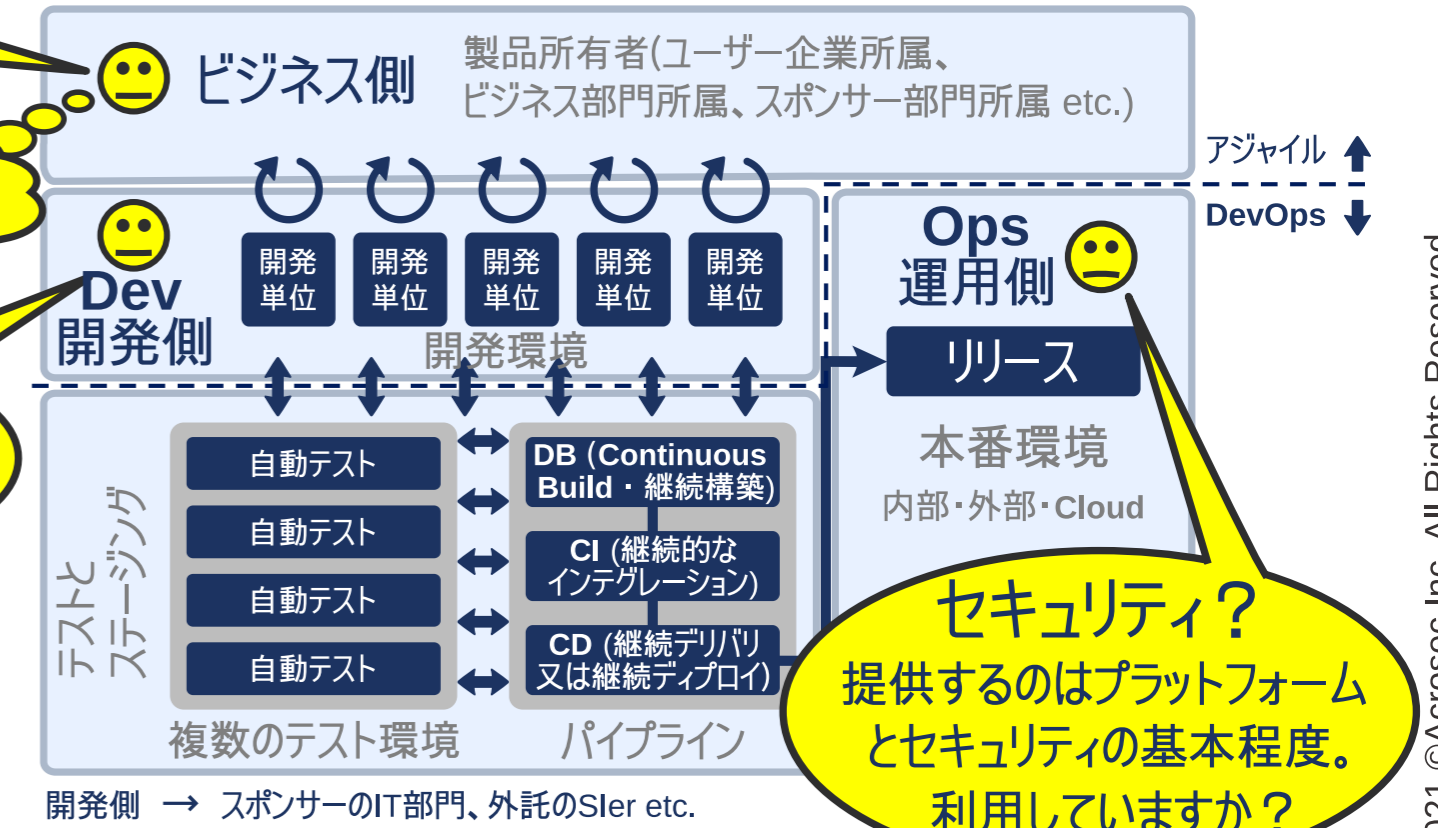 ビジネス側
製品所有者(ユーザー企業所属、
ビジネス部門所属、スポンサー部門所属 etc.)
アジャイル
DevOps
Dev
開発側
開発
単位
開発
単位
開発
単位
開発
単位
開発
単位
開発環境
Ops
運用側
リリース
本番環境
内部・外部・Cloud
テストと
ステージング
自動テスト
自動テスト
自動テスト
自動テスト
複数のテスト環境
DB (Continuous
Build・継続構築)
CI (継続的な
インテグレーション)
CD (継続デリバリ
又は継続ディプロイ)
パイプライン
セキュリティ?
提供するのはプラットフォーム
とセキュリティの基本程度。
利用していますか?
開発側 → スポンサーのIT部門、外託のSIer etc.
021 ©Acrosec Inc. All Rights Reserved